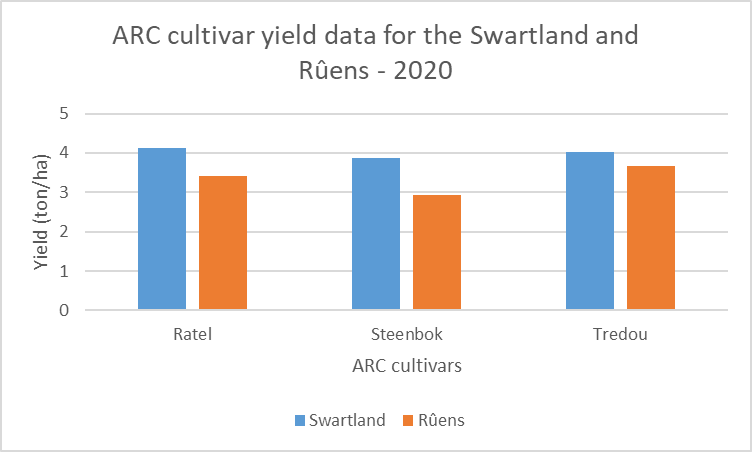 ARC cultivar yield data for the Swartland and
Rûens - 2020
Yield (ton/ha)
5
4
3
2
1
0
Ratel Steenbok Tredou
ARC cultivars
Swartland Rûens